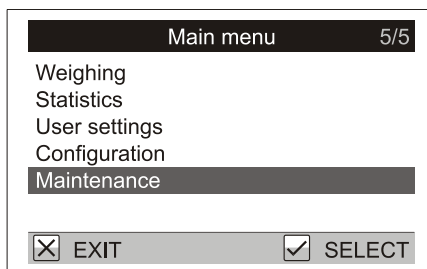 Main menu 5/5
Weighing
Statistics
User settings
Configuration
Maintenance
EXIT SELECT